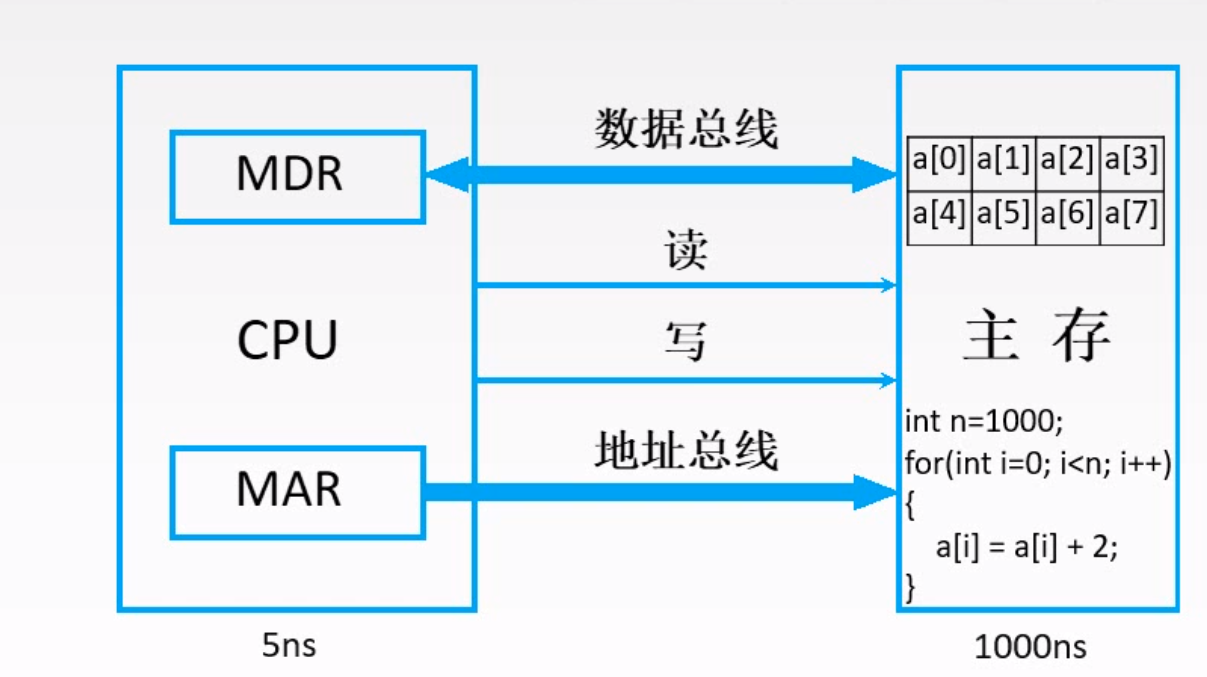 数据总线
MDR
a[0] a[1] a[2] a[3]
a[4] a[5] a[6] a[7]
读
CPU
写
主 存
地址总线
MAR
int n=1000;
for(int i=0; i<n; i++)
{
a[i] = a[i] + 2;
}
5ns
1000ns